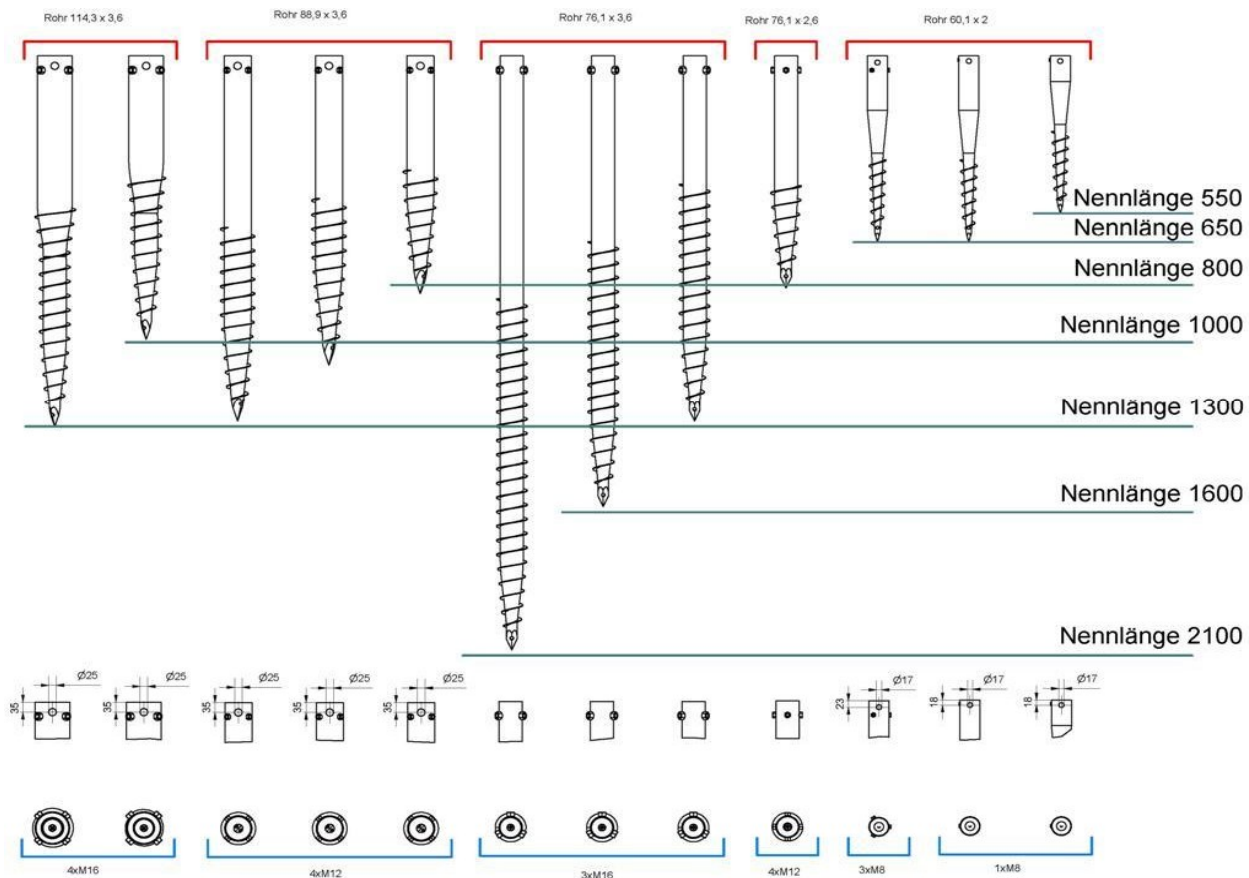 Rohr 114,3 x 3,6
Rohr 88,9 x 3,6
Rohr 76,1 x 3,6
Rohr 76,1 x 2,6
Rohr 60,1 x 2
Nennlänge 550
Nennlänge 650
Nennlänge 800
Nennlänge 1000
Nennlänge 1300
Nennlänge 1600
Nennlänge 2100
Ø25
Ø25
Ø25
Ø25
Ø25
Ø17
Ø17
Ø17
35
35
35
35
35
23
18
18
4xM16
4xM12
3xM16
4xM12
3xM8
1xM8